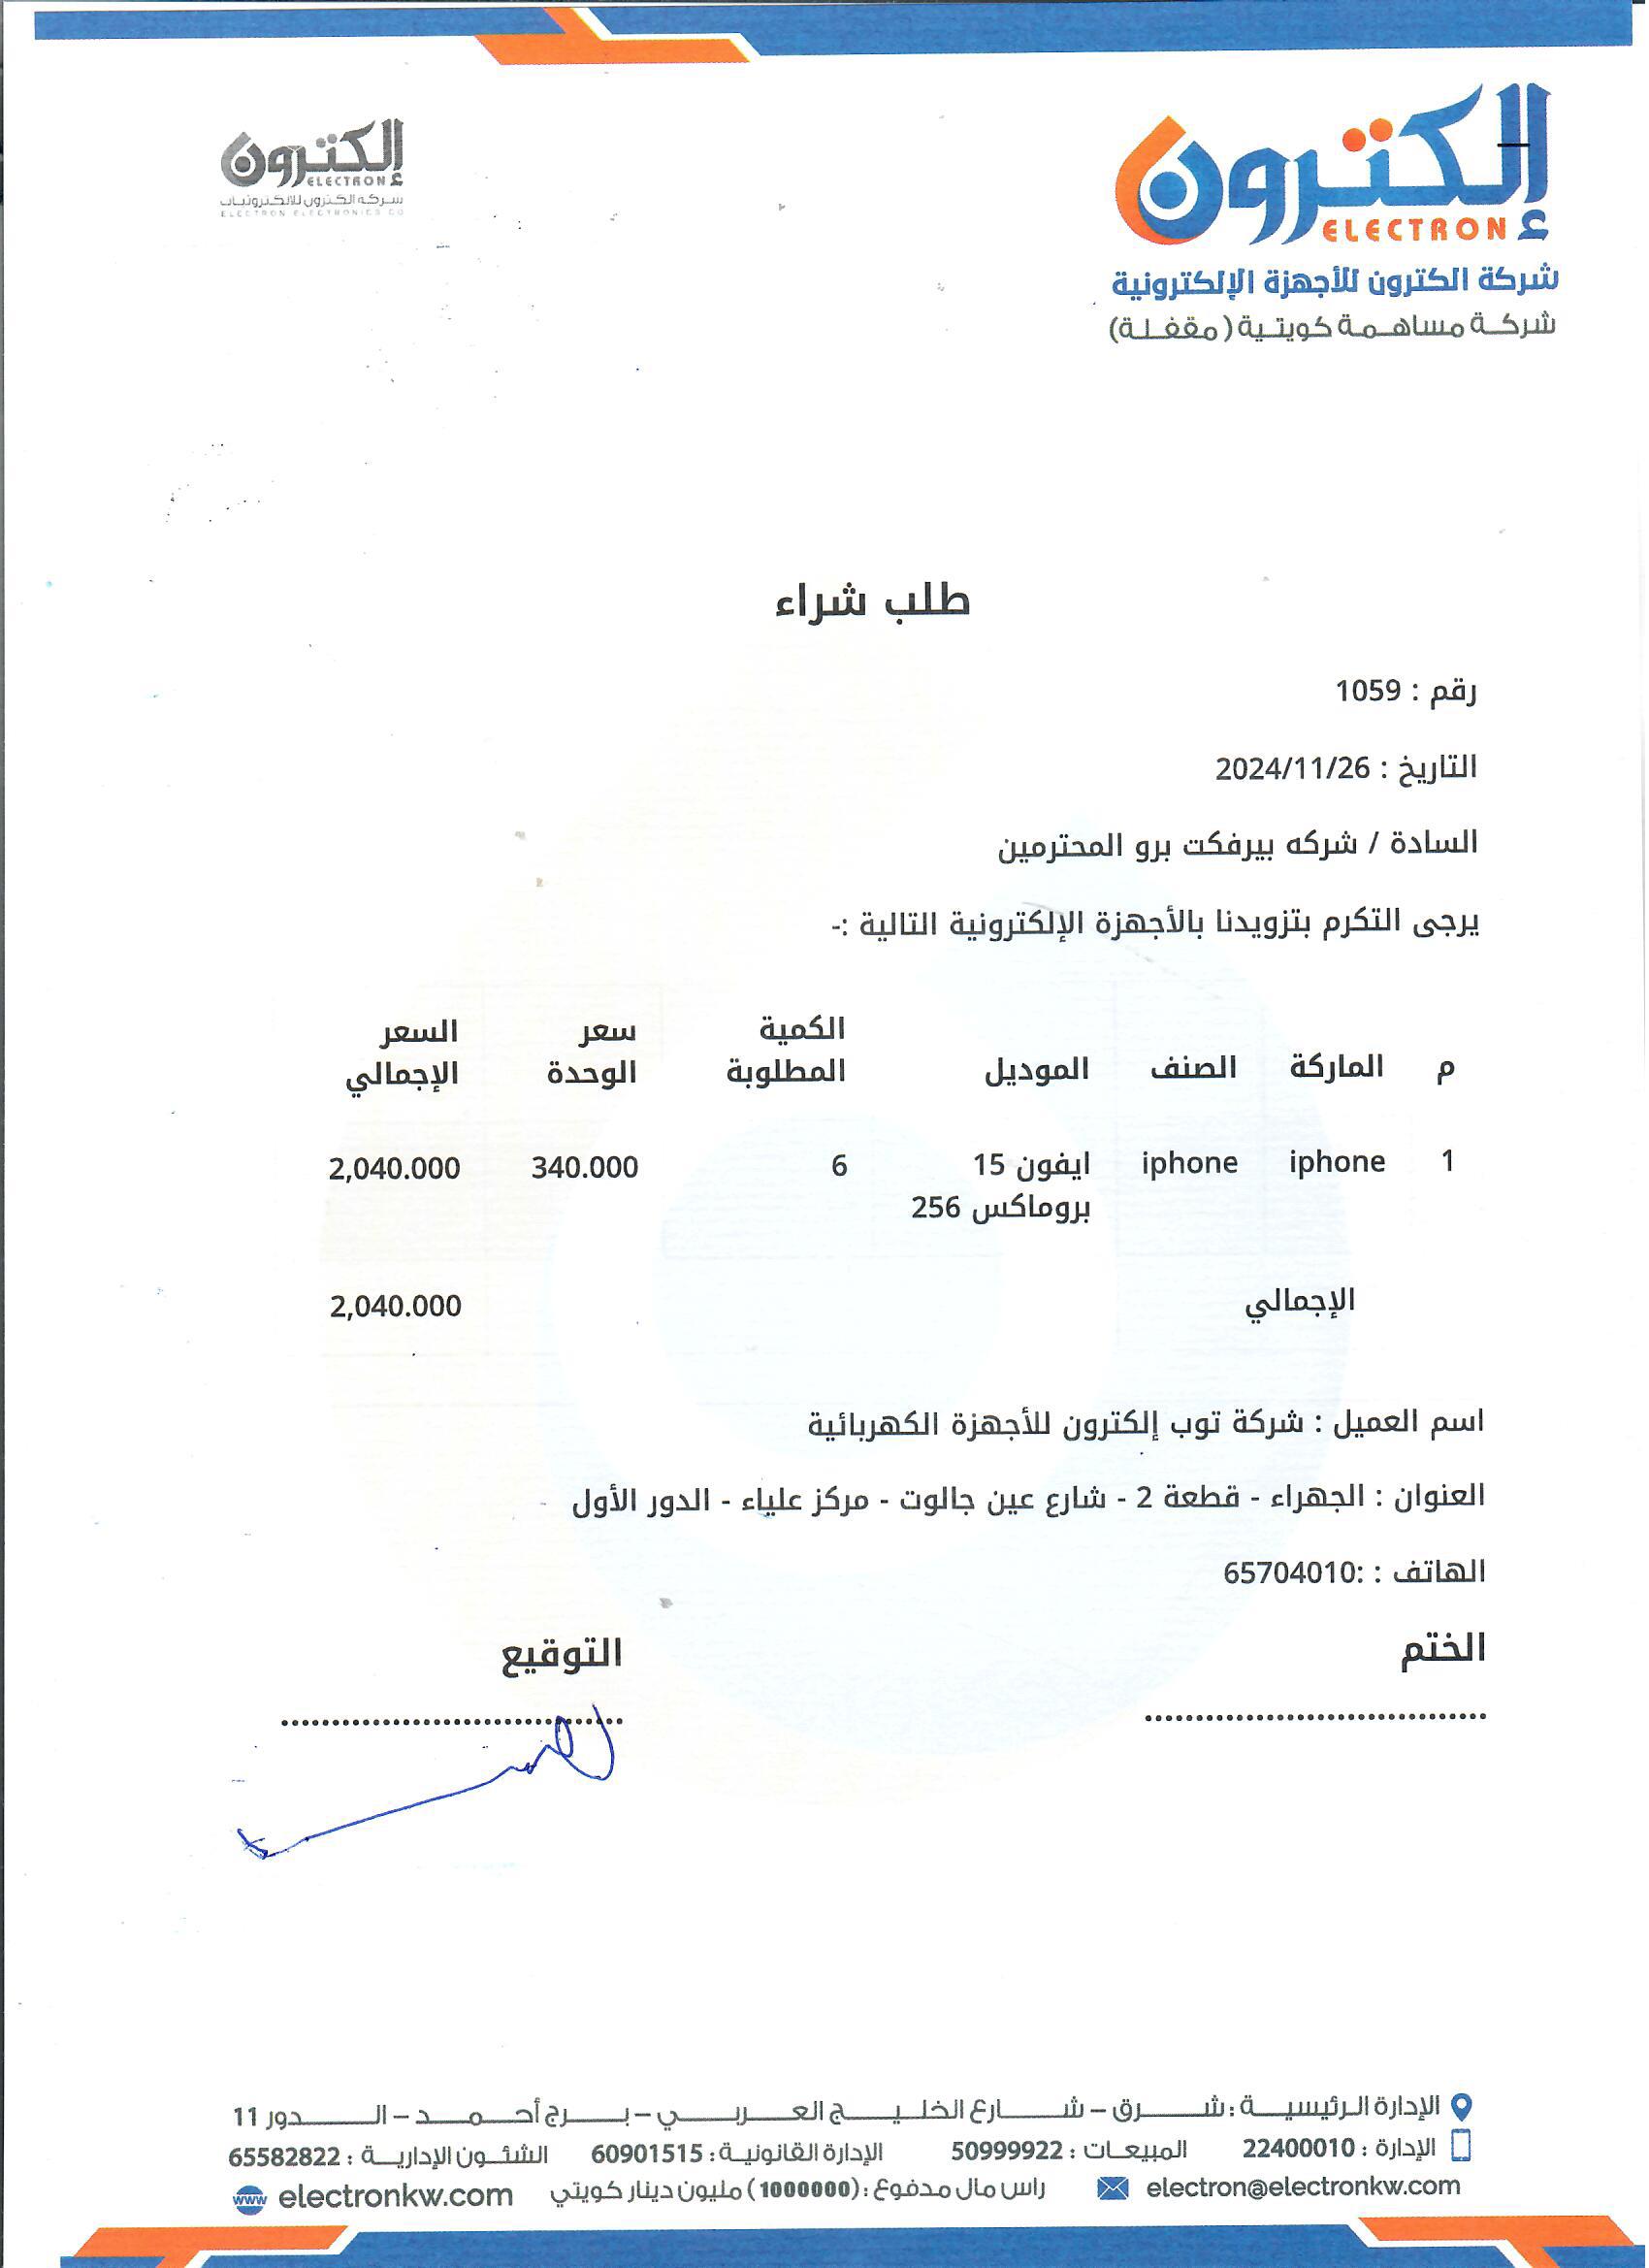 إلكترون
ELECTRON إ
شركة الكترون للأجهزة الإلكترونية
شركة مساهمة كويتية (مقفلة)
إلكترون
ELECTRON إ
شركة الكترون للالكترونيات
ELECTRON ELECTRONICS CO
طلب شراء
رقم : 1059
التاريخ : 2024/11/26
السادة / شركه بيرفكت برو المحترمين
يرجى التكرم بتزويدنا بالأجهزة الإلكترونية التالية :-
م الماركة الصنف الموديل الكمية المطلوبة سعر الوحدة السعر الإجمالي
1 iphone iphone ايفون 15 بروماكس 256 6 340.000 2,040.000
الإجمالي 2,040.000
اسم العميل : شركة توب إلكترون للأجهزة الكهربائية
العنوان : الجهراء - قطعة 2 - شارع عين جالوت - مركز علياء - الدور الأول
الهاتف : :65704010
الختم التوقيع
الإدارة الرئيسية : شرق – شارع الخليج العربي – برج أحمد – الدور 11
الإدارة : 22400010 المبيعات : 50999922 الإدارة القانونية : 60901515 الشئون الإدارية : 65582822
electron@electronkw.com راس مال مدفوع : (1000000) مليون دينار كويتي www electronkw.com